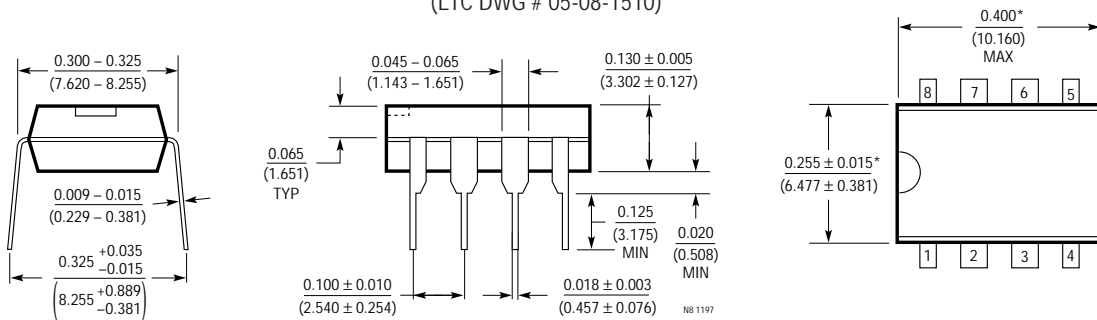 (LTC DWG # 05-08-1510)
0.300 – 0.325
(7.620 – 8.255)
0.009 – 0.015
(0.229 – 0.381)
0.325 +0.035 –0.015
(8.255 +0.889 –0.381)
0.045 – 0.065
(1.143 – 1.651)
0.130 ± 0.005
(3.302 ± 0.127)
0.065
(1.651)
TYP
0.125
(3.175)
MIN
0.020
(0.508)
MIN
0.100 ± 0.010
(2.540 ± 0.254)
0.018 ± 0.003
(0.457 ± 0.076)
N8 1197
0.400*
(10.160)
MAX
8 7 6 5
0.255 ± 0.015*
(6.477 ± 0.381)
1 2 3 4